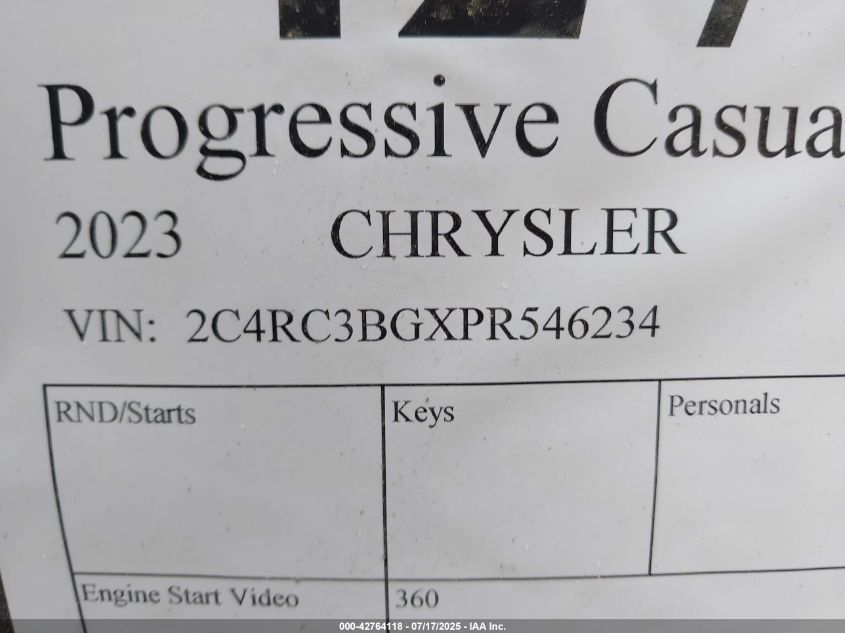 Progressive Casua
2023 CHRYSLER
VIN: 2C4RC3BGXPR546234
RND/Starts Keys Personals
Engine Start Video 360
000-42764118 - 07/17/2025 - IAA Inc.